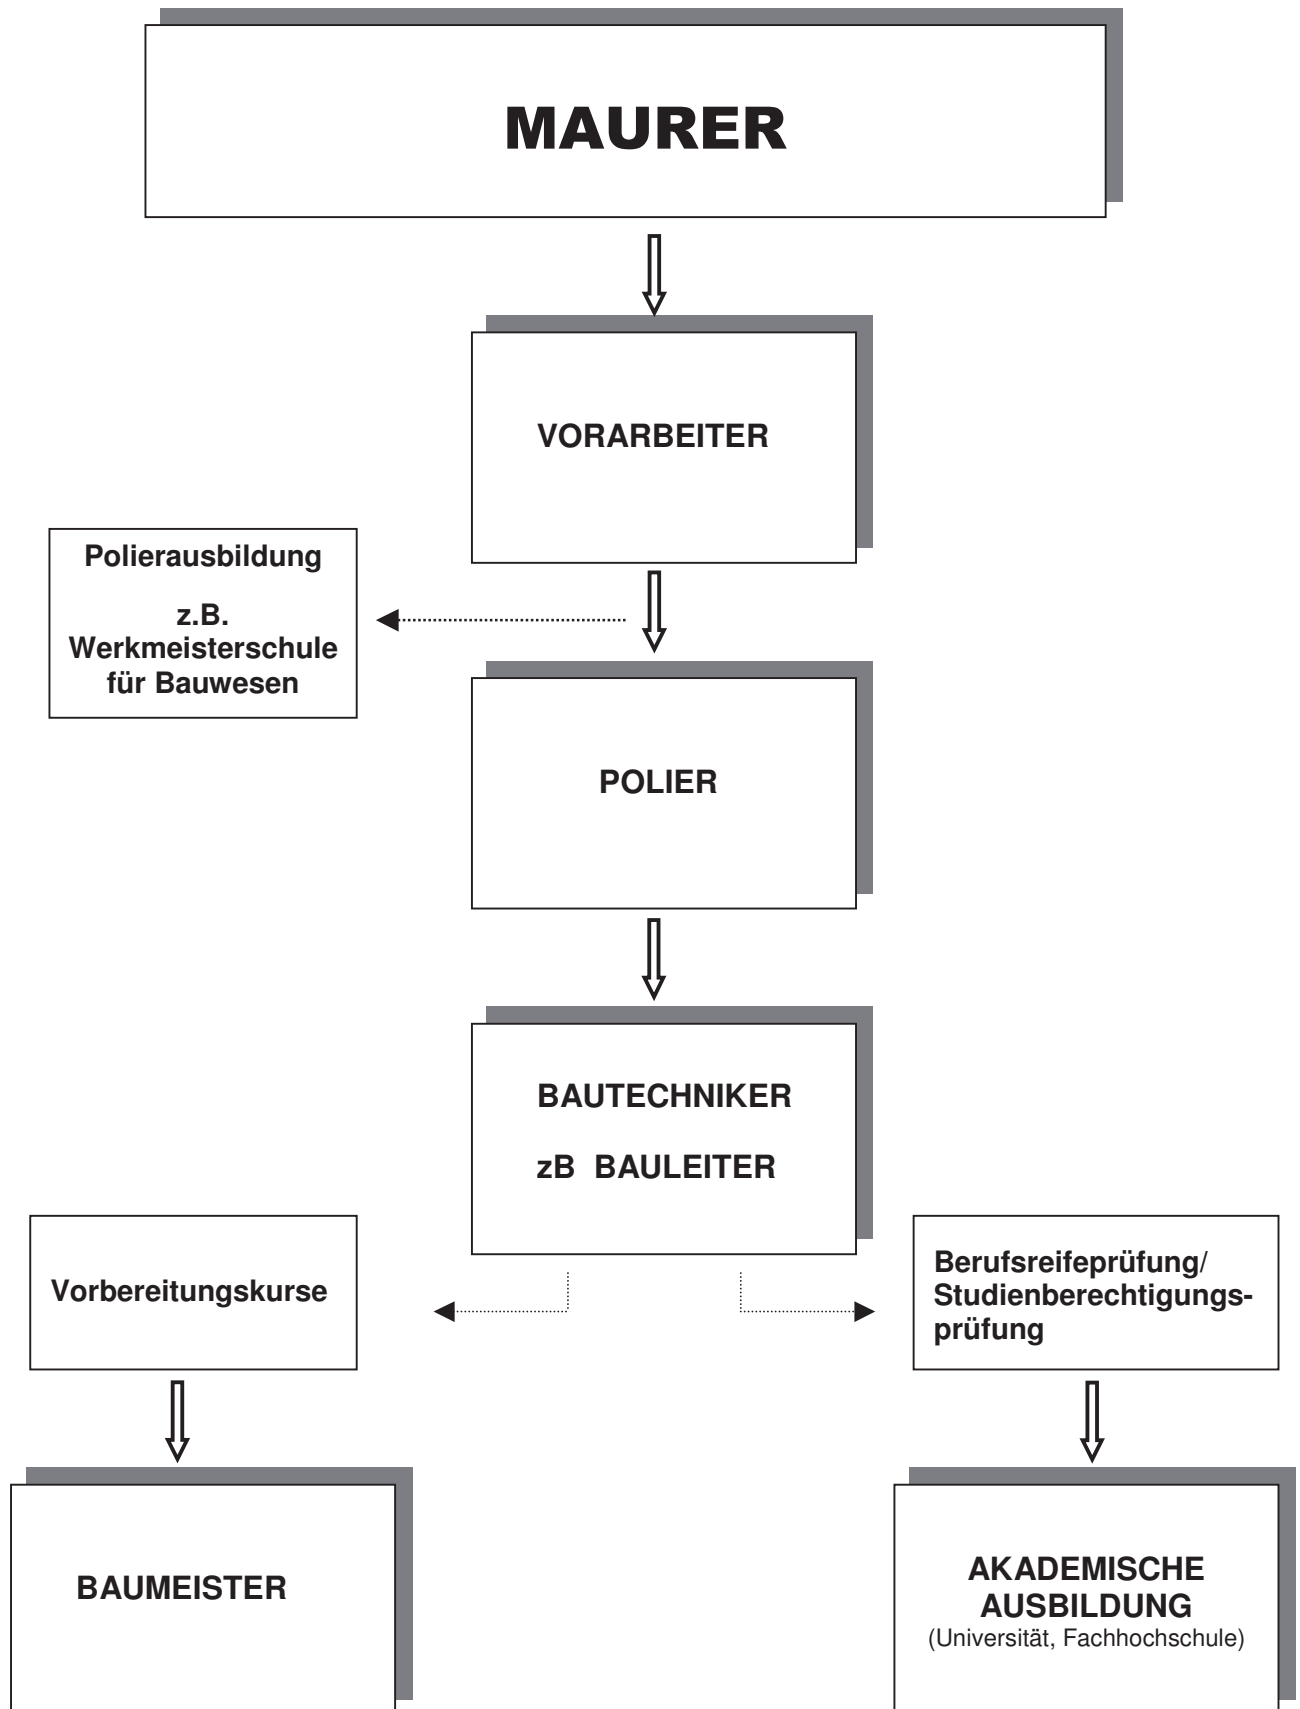 MAURER
VORARBEITER
Polierausbildung
z.B.
Werkmeisterschule
für Bauwesen
POLIER
BAUTECHNIKER
zB BAULEITER
Vorbereitungskurse
Berufsreifeprüfung/
Studienberechtigungs-
prüfung
BAUMEISTER
AKADEMISCHE
AUSBILDUNG
(Universität, Fachhochschule)